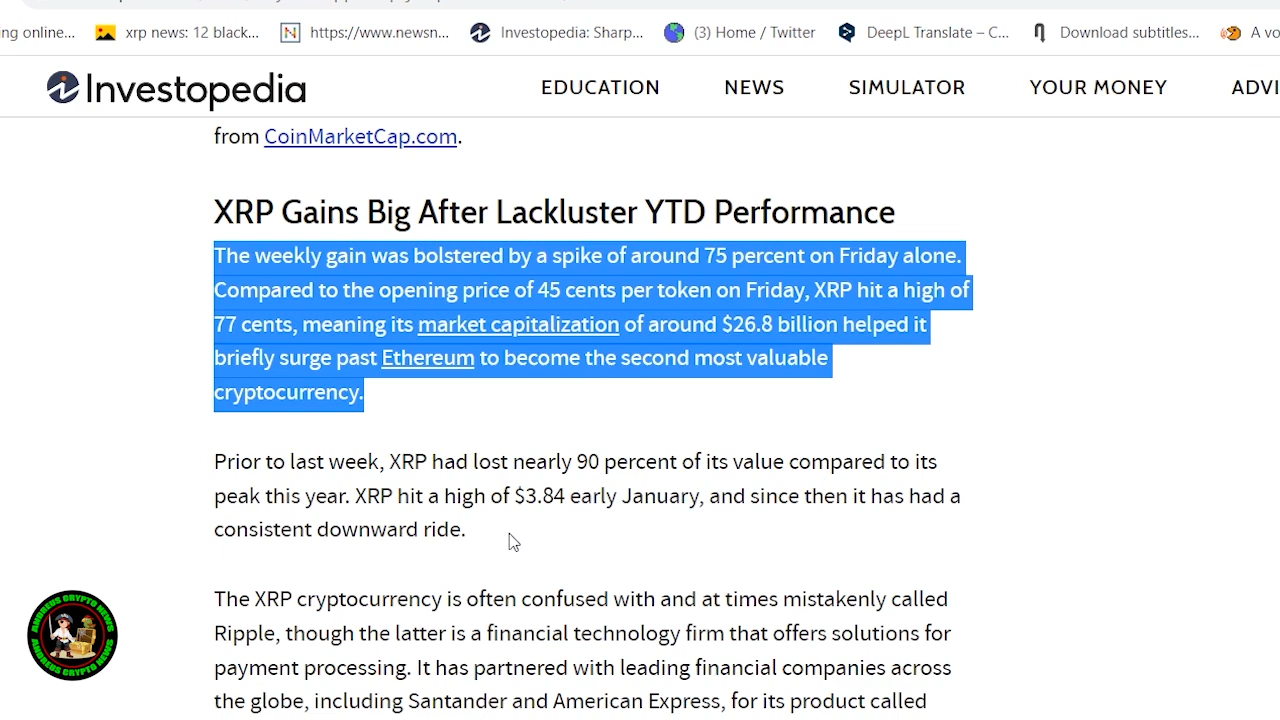 ing online...
xrp news: 12 black...
https://www.newsn...
Investopedia: Sharp...
(3) Home / Twitter
DeepL Translate – C...
Download subtitles...
A vo
Investopedia
EDUCATION
NEWS
SIMULATOR
YOUR MONEY
ADVI
from CoinMarketCap.com.
XRP Gains Big After Lackluster YTD Performance
The weekly gain was bolstered by a spike of around 75 percent on Friday alone.
Compared to the opening price of 45 cents per token on Friday, XRP hit a high of
77 cents, meaning its market capitalization of around $26.8 billion helped it
briefly surge past Ethereum to become the second most valuable
cryptocurrency.
Prior to last week, XRP had lost nearly 90 percent of its value compared to its
peak this year. XRP hit a high of $3.84 early January, and since then it has had a
consistent downward ride.
The XRP cryptocurrency is often confused with and at times mistakenly called
Ripple, though the latter is a financial technology firm that offers solutions for
payment processing. It has partnered with leading financial companies across
the globe, including Santander and American Express, for its product called
ANDREUS CRYPTO NEWS
ANDREUS CRYPTO NEWS